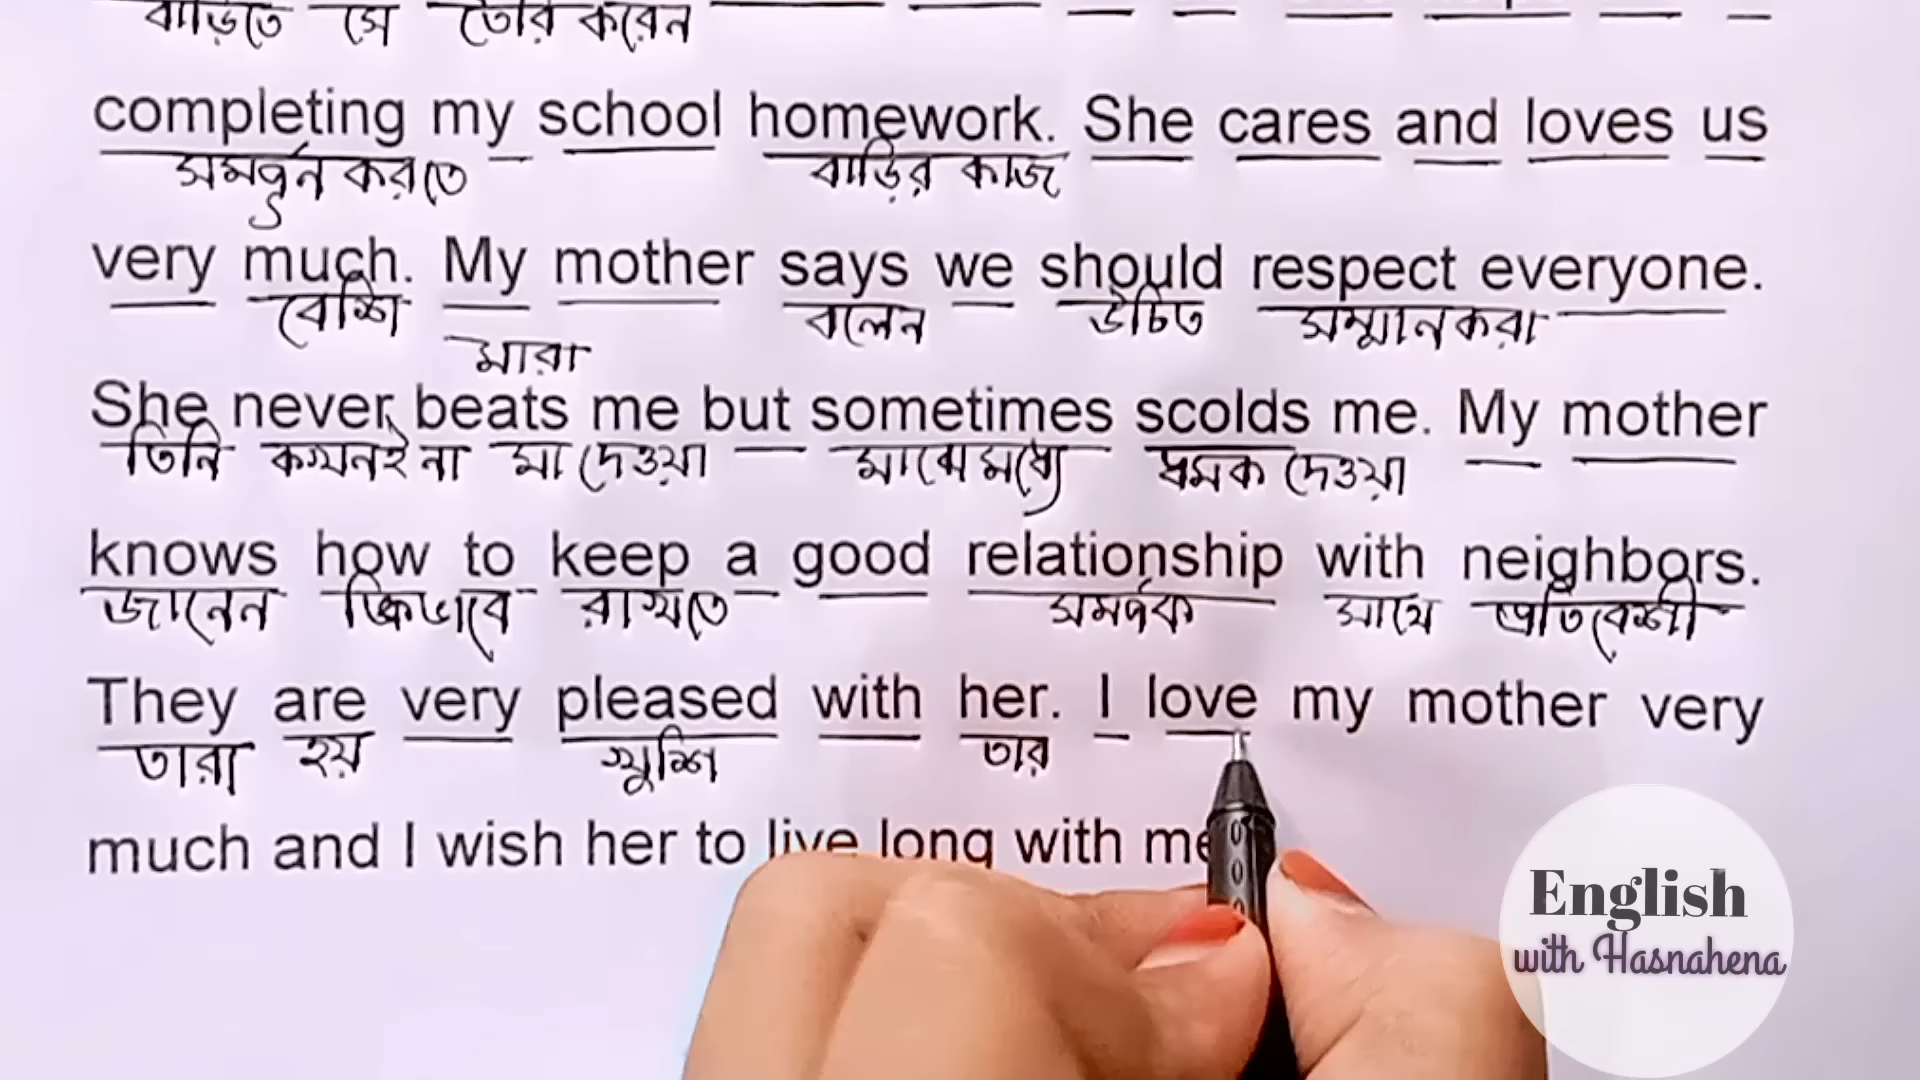 বাড়িতে সে তৈরি করেন
completing my school homework. She cares and loves us
সমপূর্ন করতে বাড়ির কাজ
very much. My mother says we should respect everyone.
বেশি বলেন উচিত সম্মান করা
মারা
She never beats me but sometimes scolds me. My mother
তিনি কখনই না মা দেওয়া মাঝে মধ্যে ধমক দেওয়া
knows how to keep a good relationship with neighbors.
জানেন কিভাবে রাখতে সমর্পক সাথে প্রতিবেশী
They are very pleased with her. I love my mother very
তারা হয় খুশি তার
much and I wish her to live long with me
English
with Hasnahena